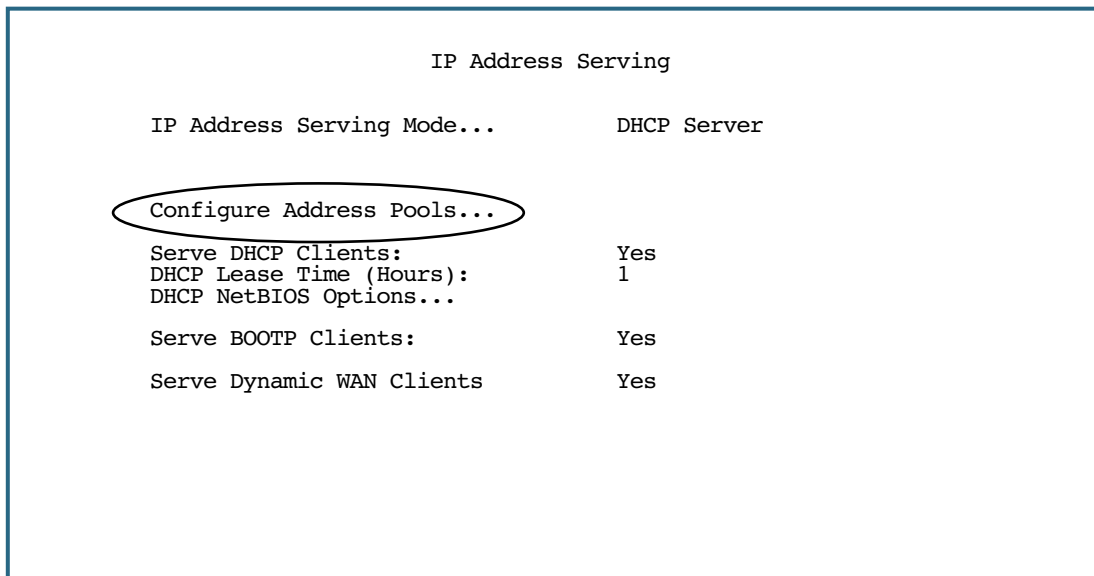 IP Address Serving
IP Address Serving Mode... DHCP Server
Configure Address Pools...
Serve DHCP Clients: Yes
DHCP Lease Time (Hours): 1
DHCP NetBIOS Options...
Serve BOOTP Clients: Yes
Serve Dynamic WAN Clients Yes